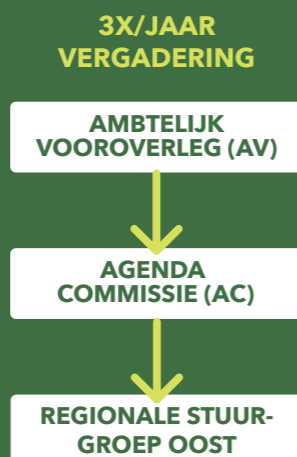 3X/JAAR
VERGADERING
AMBTELIJK
VOOROVERLEG (AV)
AGENDA
COMMISSIE (AC)
REGIONALE STUUR-
GROEP OOST